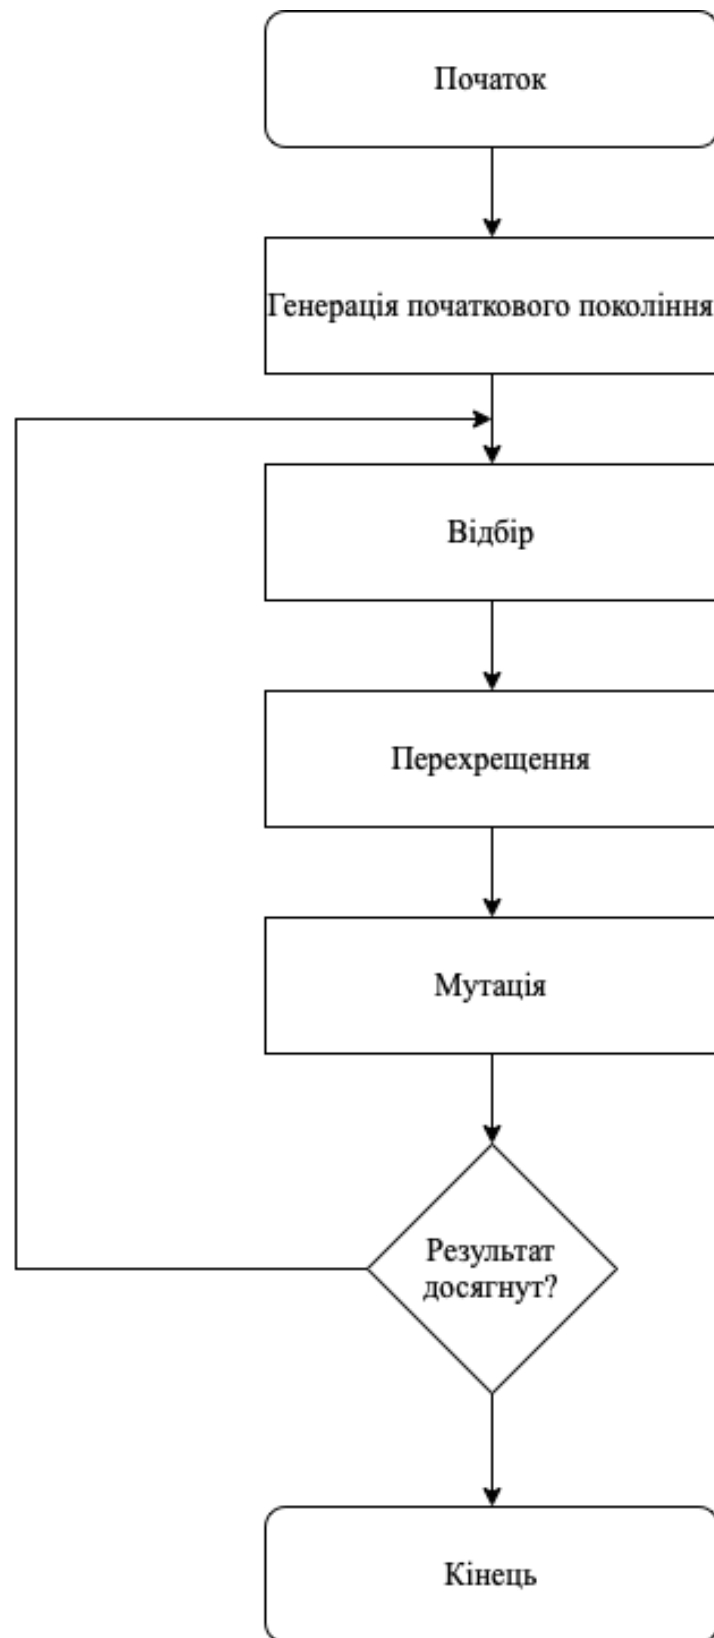 Початок
Генерація початкового покоління
Відбір
Перехрещення
Мутація
Результат
досягнут?
Кінець